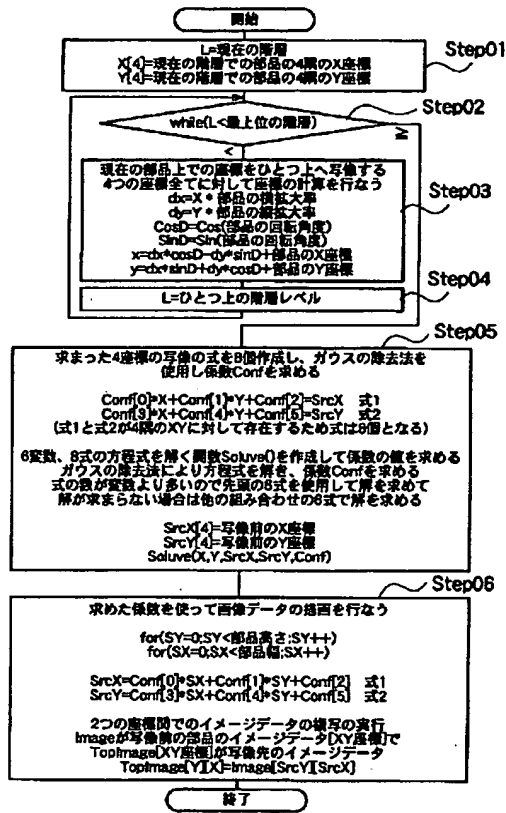 開始
L=現在の階層
X[4]=現在の階層での部品の4隅のX座標
Y[4]=現在の階層での部品の4隅のY座標
Step01
Step02
while(L<最上位の階層)
≧
<
現在の部品上での座標をひとつ上へ写像する
4つの座標全てに対して座標の計算を行なう
dx=X * 部品の横拡大率
dy=Y * 部品の縦拡大率
CosD=Cos(部品の回転角度)
SinD=Sin(部品の回転角度)
x=dx*cosD-dy*sinD+部品のX座標
y=dx*sinD+dy*cosD+部品のY座標
Step03
Step04
L=ひとつ上の階層レベル
Step05
求まった4座標の写像の式を8個作成し、ガウスの除去法を
使用し係数Confを求める
Conf[0]*X+Conf[1]*Y+Conf[2]=SrcX 式1
Conf[3]*X+Conf[4]*Y+Conf[5]=SrcY 式2
(式1と式2が4隅のXYに対して存在するため式は8個となる)
6変数、8式の方程式を解く関数Soluve()を作成して係数の値を求める
ガウスの除去法により方程式を解き、係数Confを求める
式の数が変数より多いので先頭の6式を使用して解を求めて
解が求まらない場合は他の組み合わせの6式で解を求める
SrcX[4]=写像前のX座標
SrcY[4]=写像前のY座標
Soluve(X,Y,SrcX,SrcY,Conf)
Step06
求めた係数を使って画像データの描画を行なう
for(SY=0;SY<部品高さ;SY++)
for(SX=0;SX<部品幅;SX++)
SrcX=Conf[0]*SX+Conf[1]*SY+Conf[2] 式1
SrcY=Conf[3]*SX+Conf[4]*SY+Conf[5] 式2
2つの座標間でのイメージデータの複写の実行
Imageが写像前の部品のイメージデータ[XY座標]で
TopImage[XY座標]が写像先のイメージデータ
TopImage[Y][X]=Image[SrcY][SrcX]
終了